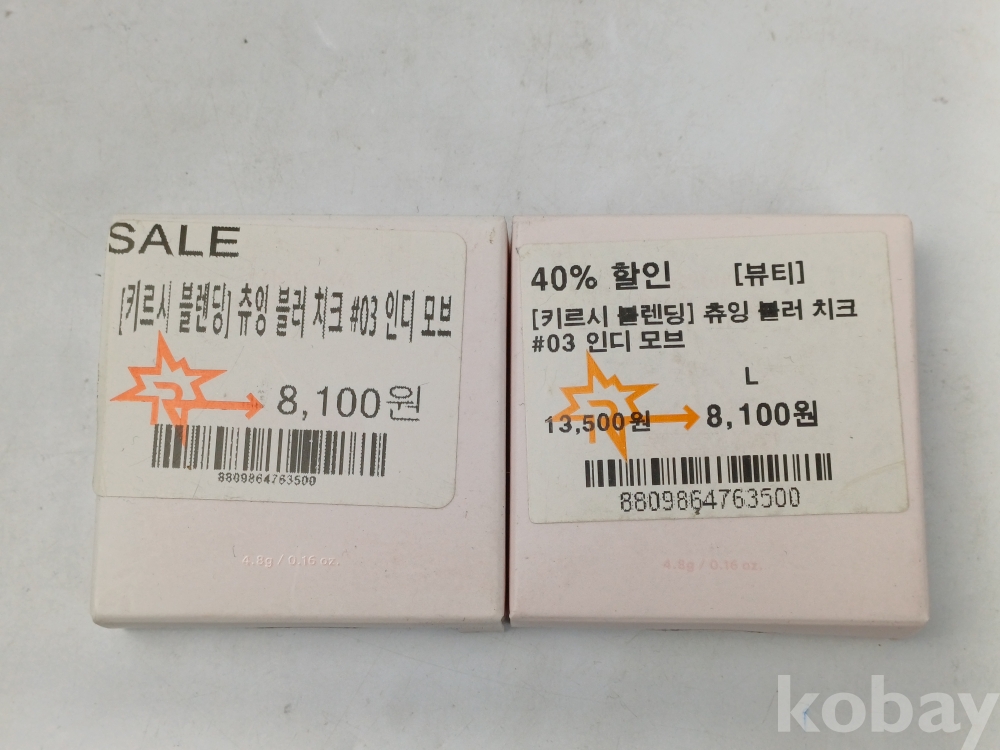 SALE
[키르시 블렌딩] 츄잉 블러 치크 #03 인디 모브
8,100원
8809864763500
4.8g / 0.16 oz.
40% 할인 [뷰티]
[키르시 블렌딩] 츄잉 블러 치크
#03 인디 모브
L
13,500원 8,100원
8809864763500
4.8g / 0.16 oz.
kobay